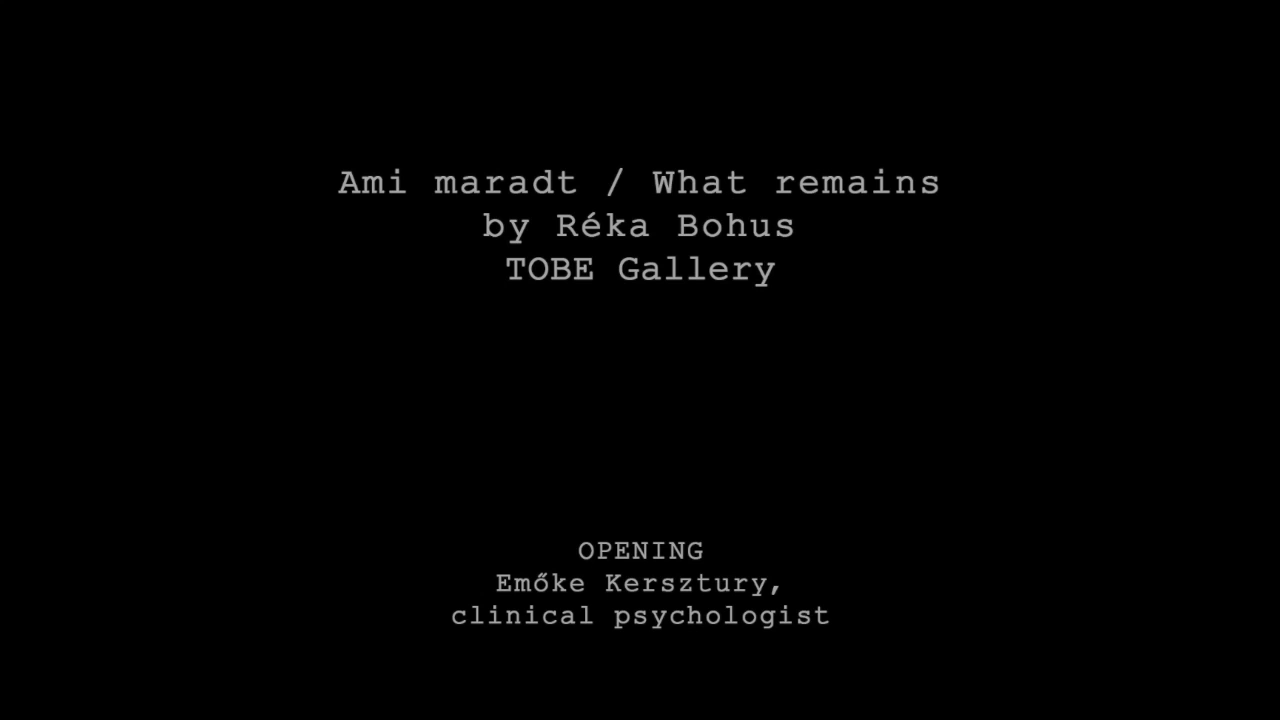 Ami maradt / What remains
by Réka Bohus
TOBE Gallery
OPENING
Emőke Kersztury,
clinical psychologist